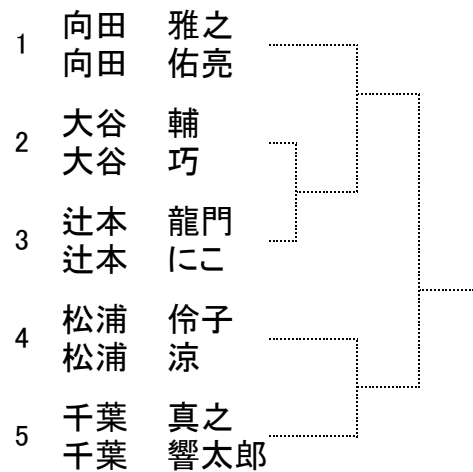 1 向田 雅之
向田 佑亮
2 大谷 輔
大谷 巧
3 辻本 龍門
辻本 にこ
4 松浦 伶子
松浦 涼
5 千葉 真之
千葉 響太郎